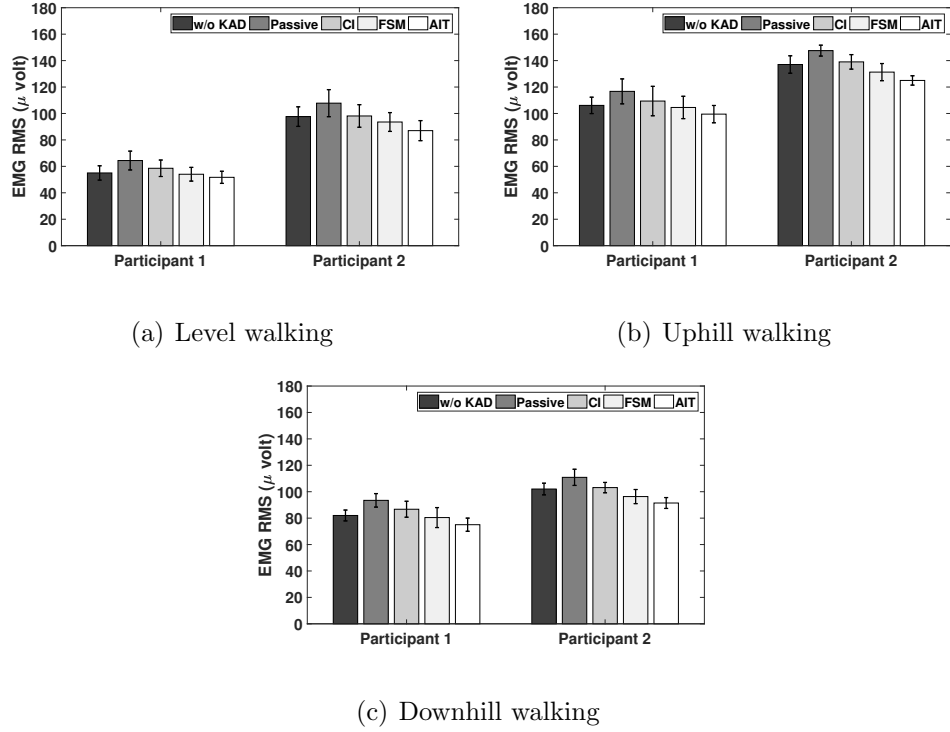 180
160
140
120
100
80
60
40
20
0
EMG RMS (μ volt)
w/o KAD Passive CI FSM AIT
Participant 1 Participant 2
(a) Level walking
180
160
140
120
100
80
60
40
20
0
EMG RMS (μ volt)
w/o KAD Passive CI FSM AIT
Participant 1 Participant 2
(b) Uphill walking
180
160
140
120
100
80
60
40
20
0
EMG RMS (μ volt)
w/o KAD Passive CI FSM AIT
Participant 1 Participant 2
(c) Downhill walking